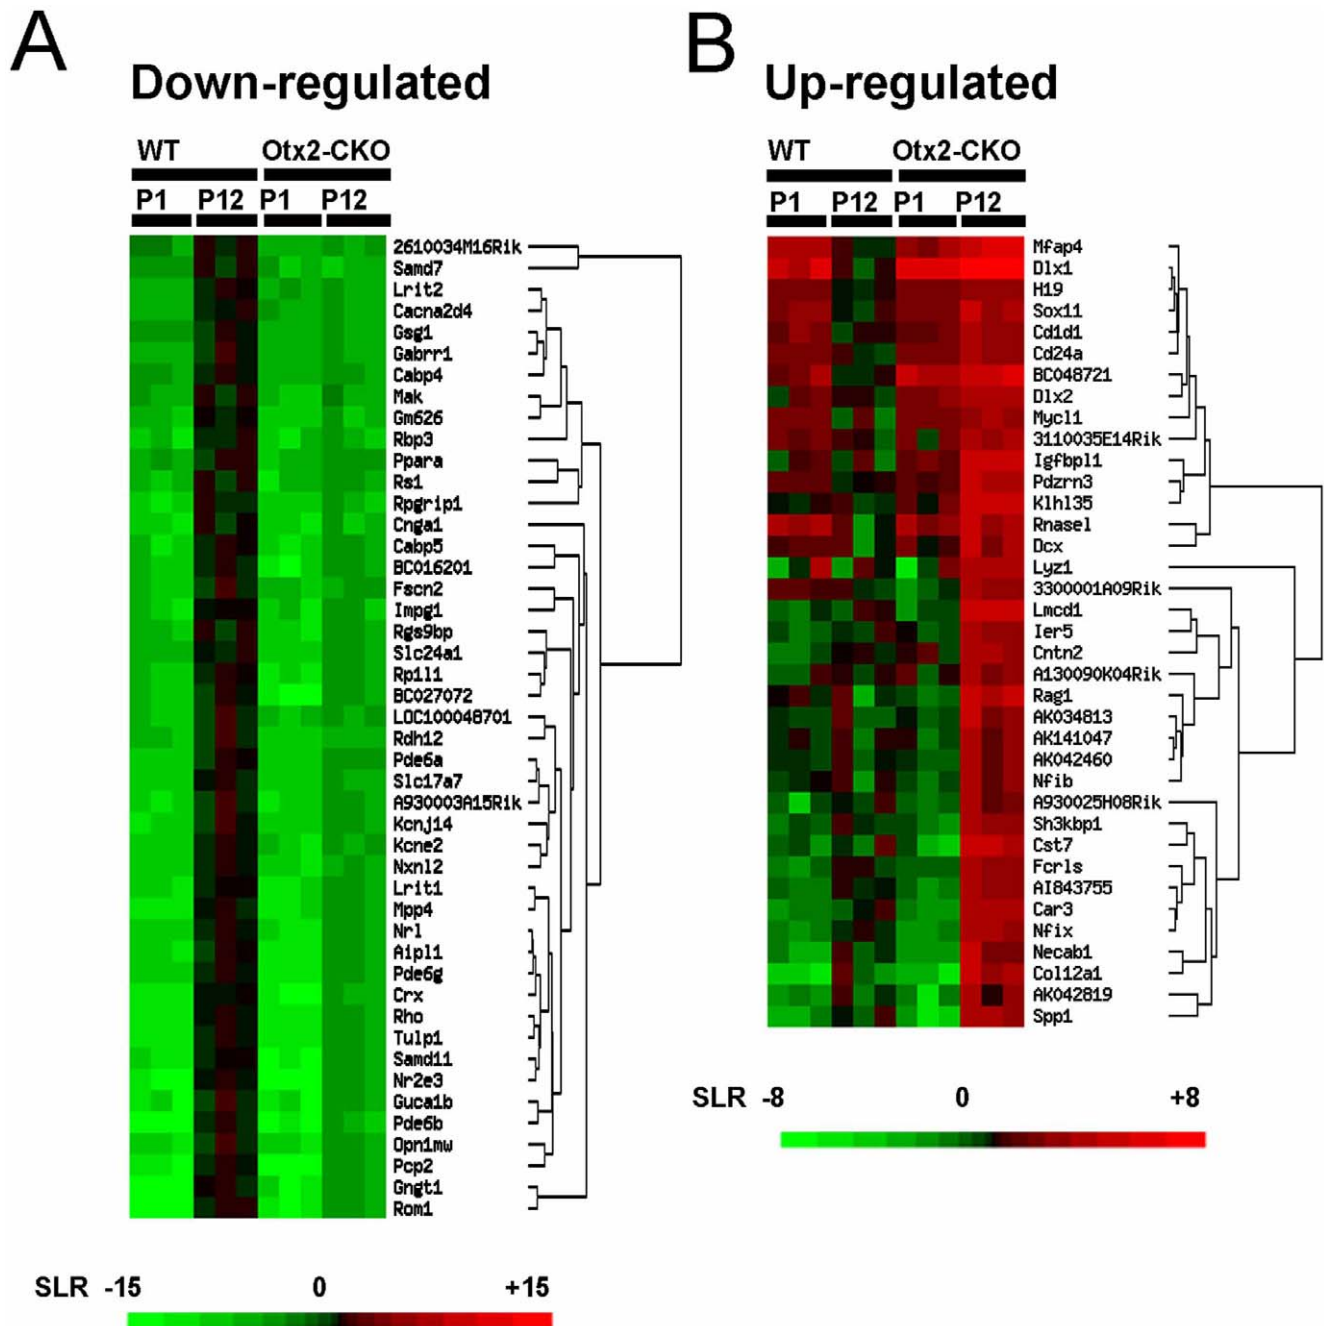 A
Down-regulated
WT Otx2-CKO
P1 P12 P1 P12
2610034M16Rik
Samd7
Lrit2
Cacna2d4
Gsg1
Gabrr1
Cabp4
Mak
Gm626
Rbp3
Ppara
Rs1
Rpgrip1
Cnga1
Cabp5
BC016201
Fscn2
Impg1
Rgs9bp
Slc24a1
Rp1l1
BC027072
LOC100048701
Rdh12
Pde6a
Slc17a7
A930003A15Rik
Kcnj14
Kcne2
Nxnl2
Lrit1
Mpp4
Nrl
Aipl1
Pde6g
Crx
Rho
Tulp1
Samd11
Nr2e3
Guca1b
Pde6b
Opn1mw
Pcp2
Gngt1
Rom1
SLR -15 0 +15
B
Up-regulated
WT Otx2-CKO
P1 P12 P1 P12
Mfap4
Dlx1
H19
Sox11
Cd1d1
Cd24a
BC048721
Dlx2
Mycl1
3110035E14Rik
Igfbpl1
Pdzrn3
Klhl35
Rnasel
Dcx
Lyz1
3300001A09Rik
Lmcd1
Ier5
Cntn2
A130090K04Rik
Rag1
AK034813
AK141047
AK042460
Nfib
A930025H08Rik
Sh3kbp1
Cst7
Fcrls
AI843755
Car3
Nfix
Necab1
Col12a1
AK042819
Spp1
SLR -8 0 +8